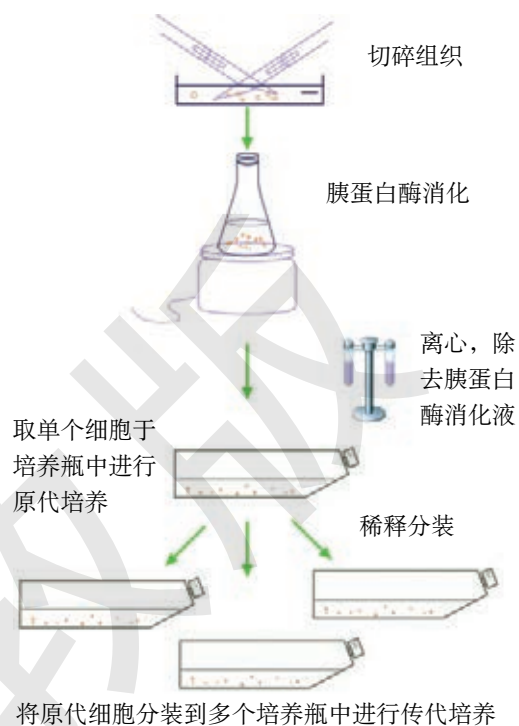 切碎组织
胰蛋白酶消化
离心，除
去胰蛋白
酶消化液
取单个细胞于
培养瓶中进行
原代培养
稀释分装
将原代细胞分装到多个培养瓶中进行传代培养